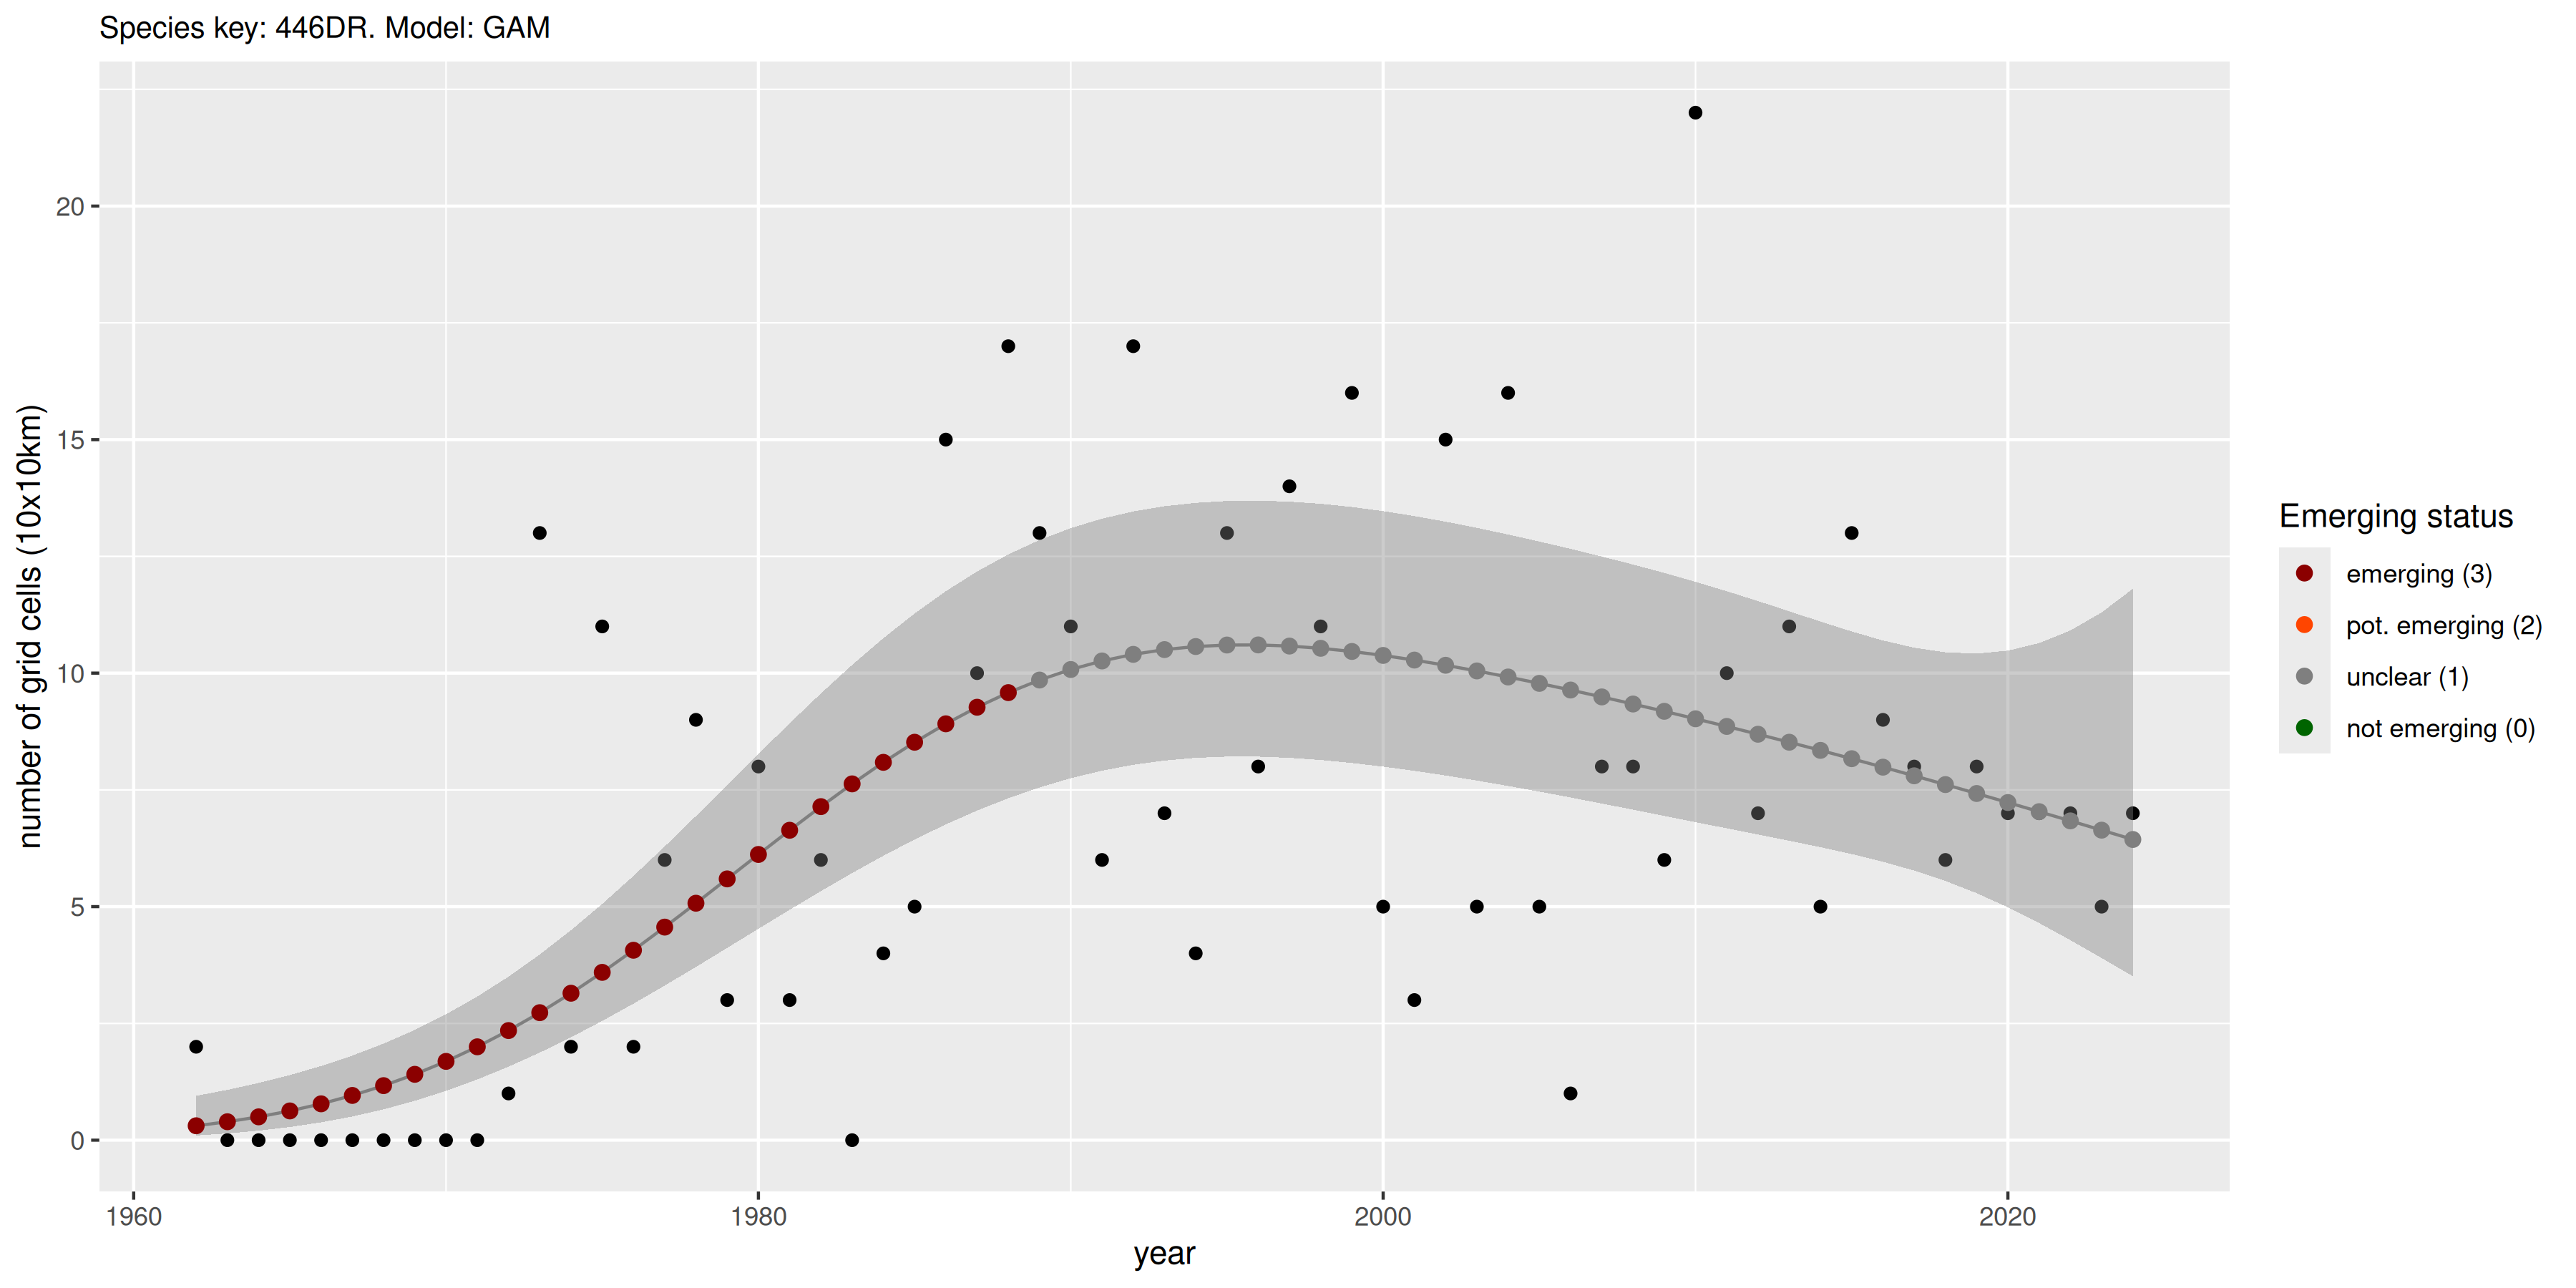 Species key: 446DR. Model: GAM
number of grid cells (10x10km)
20
15
10
5
0
1960
1980
2000
2020
year
Emerging status
emerging (3)
pot. emerging (2)
unclear (1)
not emerging (0)